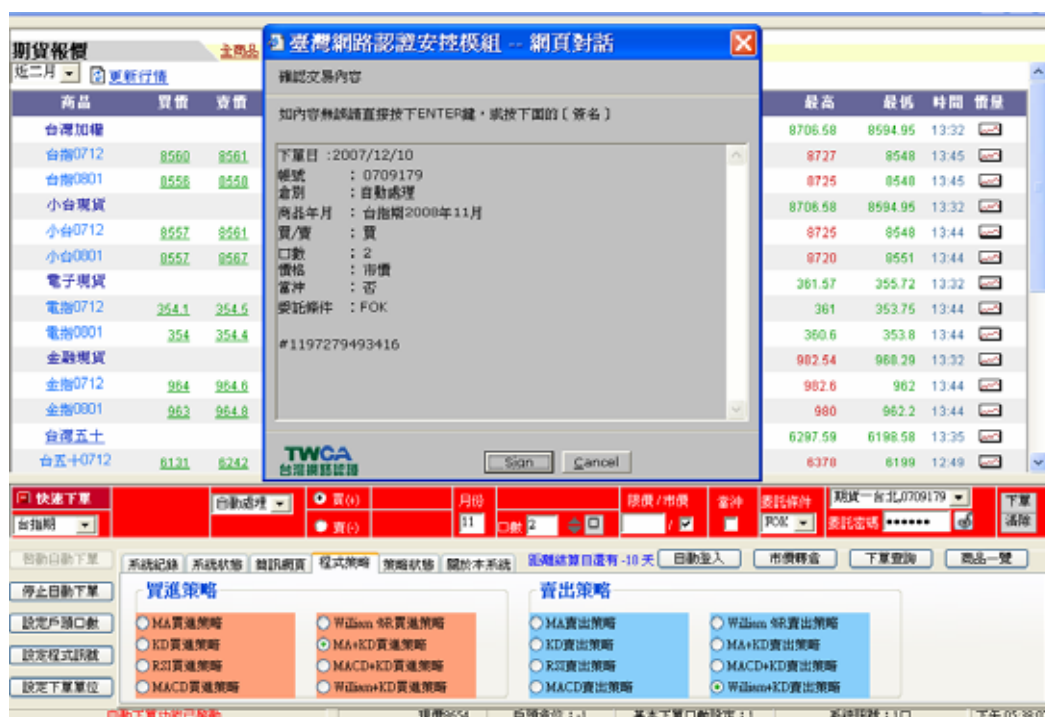 臺灣網路認證安控模組 -- 網頁對話
期貨報價
主商品
近二月
更新行情
確認交易內容
如內容無誤請直接按下ENTER鍵，或按下面的〔簽名〕
商品 買價 賣價 最高 最低 時間 價量
台灣加權 8706.58 8594.95 13:32
台指0712 8560 8561 8727 8548 13:45
台指0801 8725 8540 13:45
小台現貨 8706.58 8594.95 13:32
小台0712 8557 8561 8725 8548 13:44
小台0801 8557 8567 8720 8551 13:44
電子現貨 361.57 355.72 13:32
電指0712 354.1 354.5 361 353.75 13:44
電指0801 354 354.4 360.6 353.8 13:44
金融現貨 982.54 968.29 13:32
金指0712 964 964.6 982.6 962 13:44
金指0801 963 964.8 980 962.2 13:44
台灣五十 6297.59 6198.58 13:35
台五十0712 6131 6242 6378 6199 12:49
下單日 :2007/12/10
帳號 : 0709179
倉別 : 自動處理
商品年月 : 台指期2008年11月
買/賣 : 買
口數 : 2
價格 : 市價
當沖 : 否
委託條件 : FOK
#1197279493416
TWCA
台灣網路認證
Sign Cancel
快速下單 自動處理 買(+) 月份 限價/市價 當沖 委託條件 期貨一台北,0709179 下單
台指期 賣(-) 11 口數 2 / FOK 委託密碼 ****** 清除
啟動自動下單 系統紀錄 系統狀態 簡訊網頁 程式策略 策略狀態 關於本系統 距離結算日還有 -10 天 自動登入 市價轉倉 下單查詢 商品一覽
停止自動下單
設定戶頭口數
設定程式訊號
設定下單單位
買進策略
MA買進策略 William %R買進策略
KD買進策略 MA+KD買進策略
RSI買進策略 MACD+KD買進策略
MACD買進策略 William+KD買進策略
賣出策略
MA賣出策略 William %R賣出策略
KD賣出策略 MA+KD賣出策略
RSI賣出策略 MACD+KD賣出策略
MACD賣出策略 William+KD賣出策略